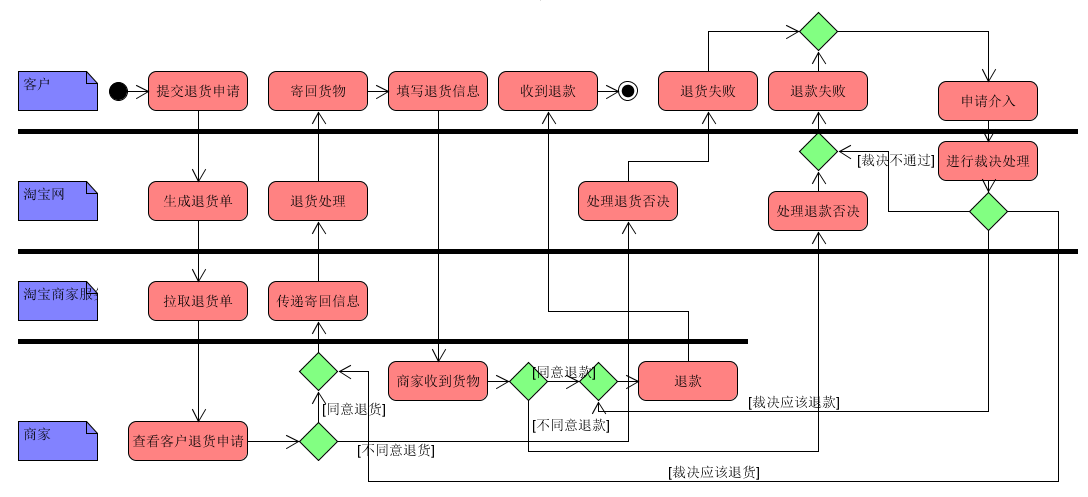 客户
提交退货申请
寄回货物
填写退货信息
收到退款
退货失败
退款失败
申请介入
淘宝网
生成退货单
退货处理
处理退货否决
处理退款否决
[裁决不通过]
进行裁决处理
淘宝商家服
拉取退货单
传递寄回信息
商家收到货物
[同意退款]
退款
[同意退货]
[不同意退款]
[裁决应该退款]
商家
查看客户退货申请
[不同意退货]
[裁决应该退货]